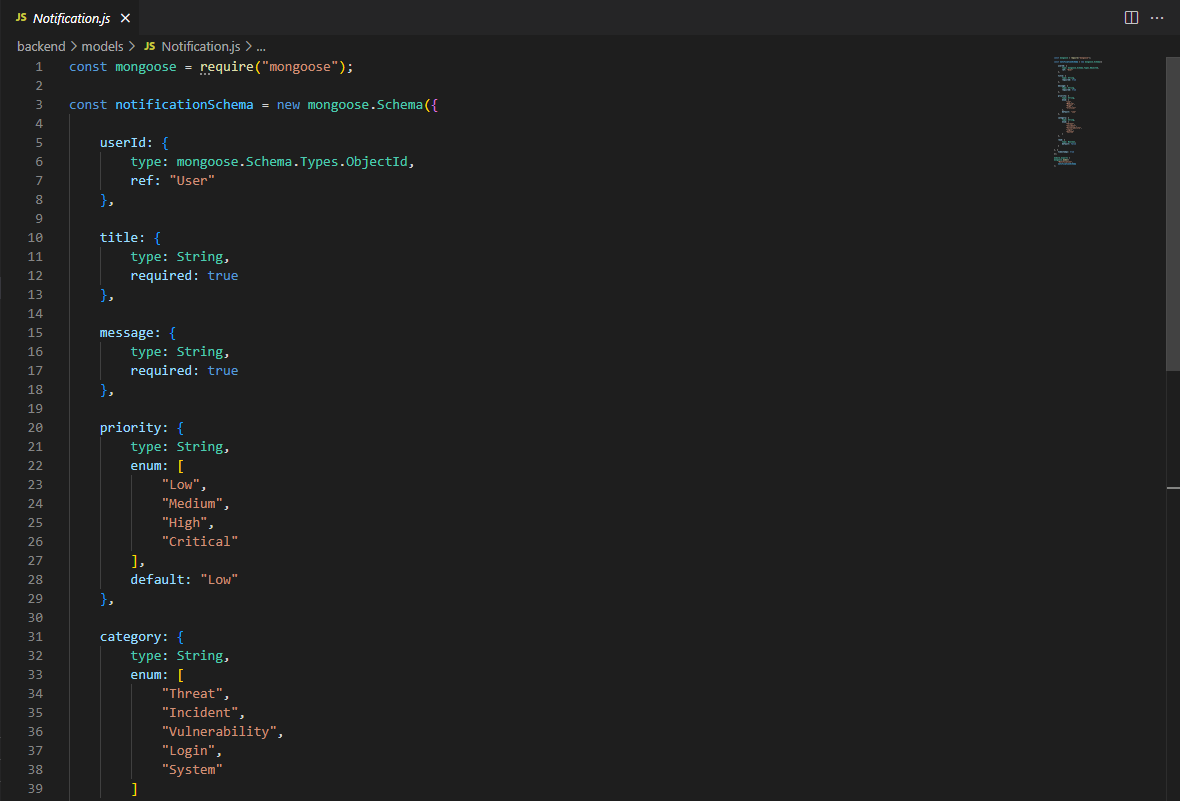 JS Notification.js ×
backend > models > JS Notification.js > ...
1 const mongoose = require("mongoose");
2
3 const notificationSchema = new mongoose.Schema({
4
5     userId: {
6         type: mongoose.Schema.Types.ObjectId,
7         ref: "User"
8     },
9
10     title: {
11         type: String,
12         required: true
13     },
14
15     message: {
16         type: String,
17         required: true
18     },
19
20     priority: {
21         type: String,
22         enum: [
23             "Low",
24             "Medium",
25             "High",
26             "Critical"
27         ],
28         default: "Low"
29     },
30
31     category: {
32         type: String,
33         enum: [
34             "Threat",
35             "Incident",
36             "Vulnerability",
37             "Login",
38             "System"
39         ]